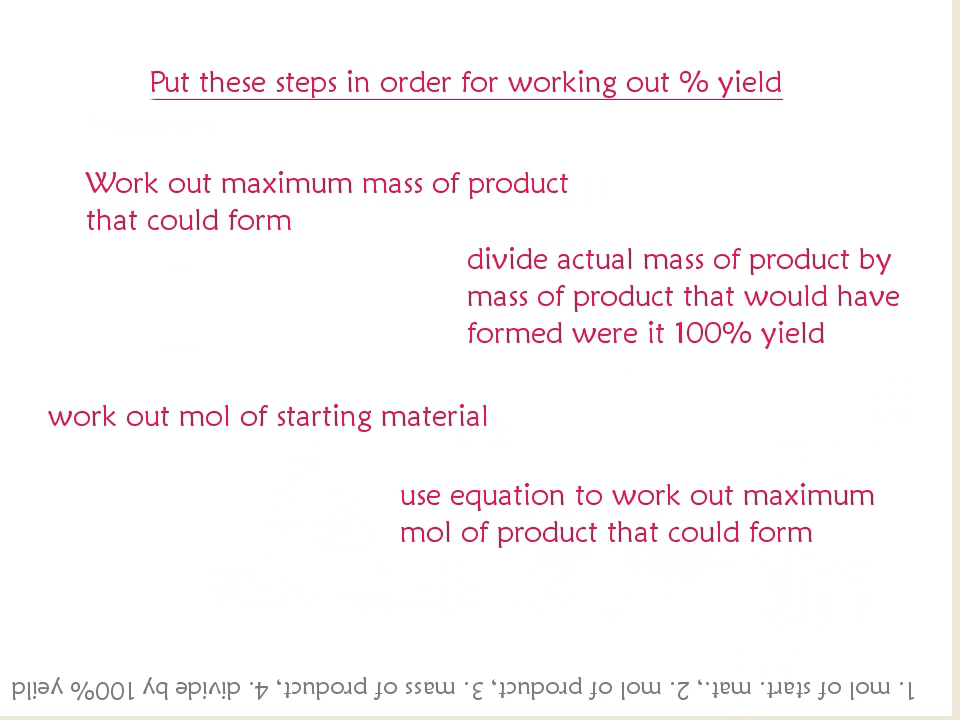 Put these steps in order for working out % yield
Work out maximum mass of product
that could form
divide actual mass of product by
mass of product that would have
formed were it 100% yield
work out mol of starting material
use equation to work out maximum
mol of product that could form
1. mol of start. mat., 2. mol of product, 3. mass of product, 4. divide by 100% yeild